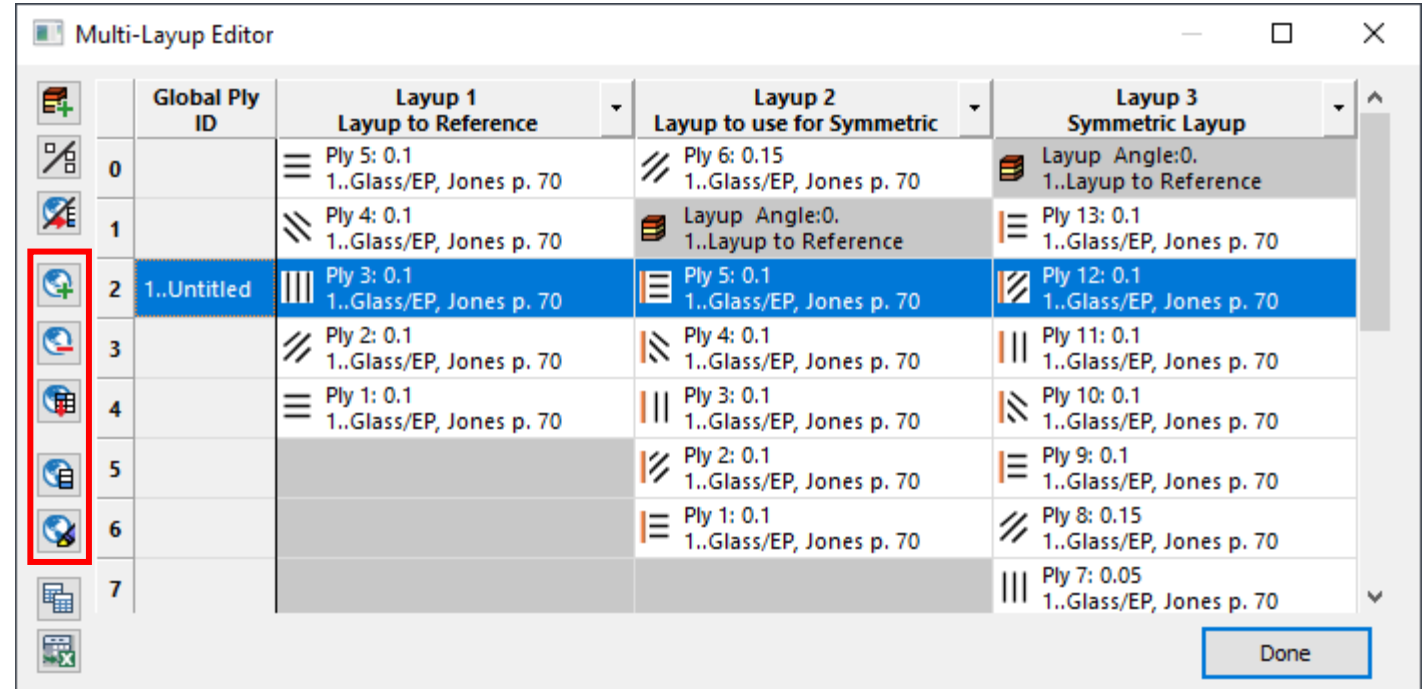 Multi-Layup Editor
Global Ply ID
Layup 1
Layup to Reference
Layup 2
Layup to use for Symmetric
Layup 3
Symmetric Layup
0
Ply 5: 0.1
1..Glass/EP, Jones p. 70
Ply 6: 0.15
1..Glass/EP, Jones p. 70
Layup Angle:0.
1..Layup to Reference
1
Ply 4: 0.1
1..Glass/EP, Jones p. 70
Layup Angle:0.
1..Layup to Reference
Ply 13: 0.1
1..Glass/EP, Jones p. 70
2
1..Untitled
Ply 3: 0.1
1..Glass/EP, Jones p. 70
Ply 5: 0.1
1..Glass/EP, Jones p. 70
Ply 12: 0.1
1..Glass/EP, Jones p. 70
3
Ply 2: 0.1
1..Glass/EP, Jones p. 70
Ply 4: 0.1
1..Glass/EP, Jones p. 70
Ply 11: 0.1
1..Glass/EP, Jones p. 70
4
Ply 1: 0.1
1..Glass/EP, Jones p. 70
Ply 3: 0.1
1..Glass/EP, Jones p. 70
Ply 10: 0.1
1..Glass/EP, Jones p. 70
5
Ply 2: 0.1
1..Glass/EP, Jones p. 70
Ply 9: 0.1
1..Glass/EP, Jones p. 70
6
Ply 1: 0.1
1..Glass/EP, Jones p. 70
Ply 8: 0.15
1..Glass/EP, Jones p. 70
7
Ply 7: 0.05
1..Glass/EP, Jones p. 70
Done